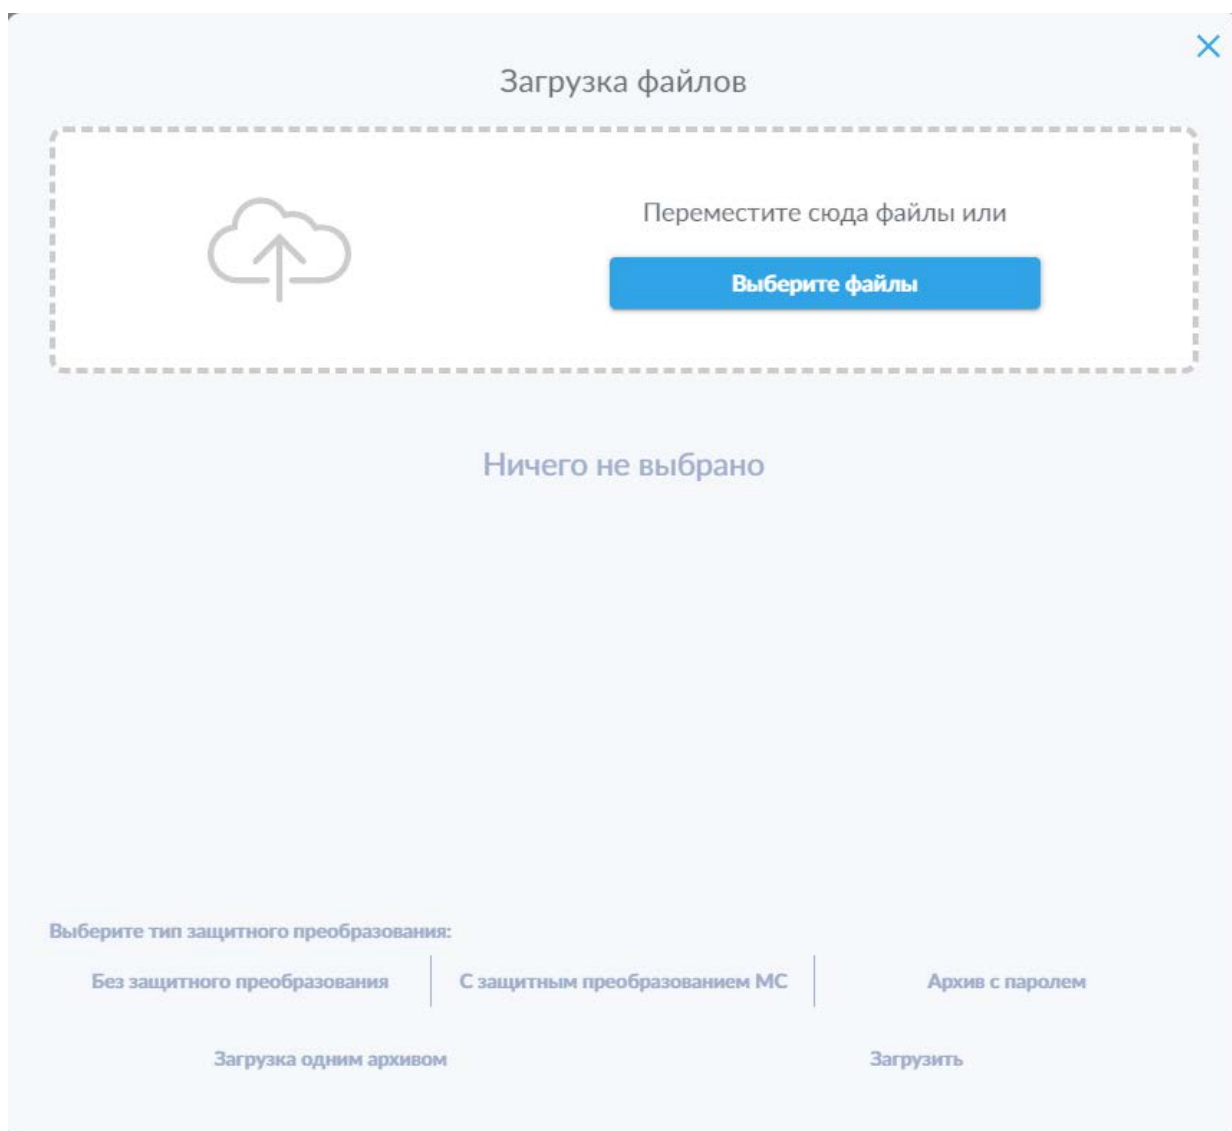 Загрузка файлов
Переместите сюда файлы или
Выберите файлы
Ничего не выбрано
Выберите тип защитного преобразования:
Без защитного преобразования
С защитным преобразованием МС
Архив с паролем
Загрузка одним архивом
Загрузить